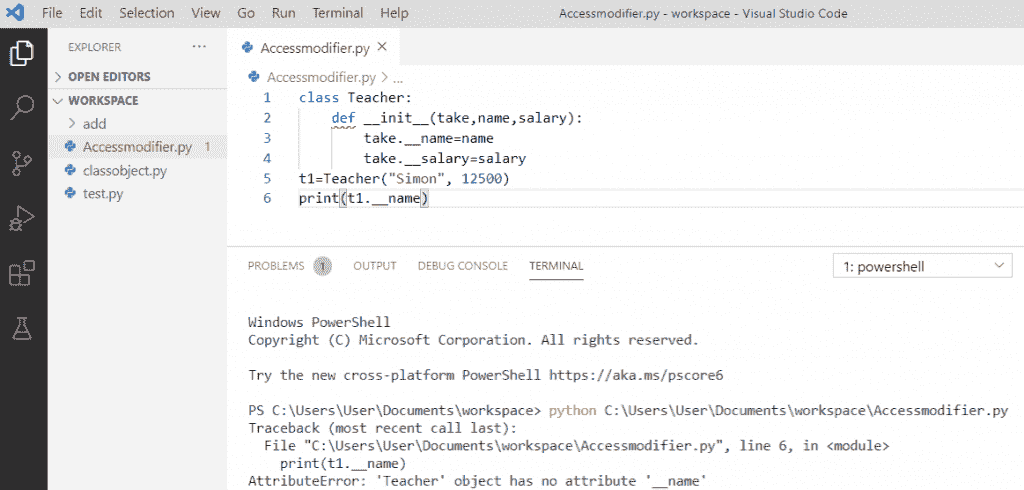 File Edit Selection View Go Run Terminal Help Accessmodifier.py - workspace - Visual Studio Code
EXPLORER ...
OPEN EDITORS
WORKSPACE
add
Accessmodifier.py 1
classobject.py
test.py
Accessmodifier.py ×
Accessmodifier.py > ...
1 class Teacher:
2     def __init__(take,name,salary):
3         take.__name=name
4         take.__salary=salary
5 t1=Teacher("Simon", 12500)
6 print(t1.__name)
PROBLEMS 1 OUTPUT DEBUG CONSOLE TERMINAL 1: powershell
Windows PowerShell
Copyright (C) Microsoft Corporation. All rights reserved.
Try the new cross-platform PowerShell https://aka.ms/pscore6
PS C:\Users\User\Documents\workspace> python C:\Users\User\Documents\workspace\Accessmodifier.py
Traceback (most recent call last):
  File "C:\Users\User\Documents\workspace\Accessmodifier.py", line 6, in <module>
    print(t1.__name)
AttributeError: 'Teacher' object has no attribute '__name'